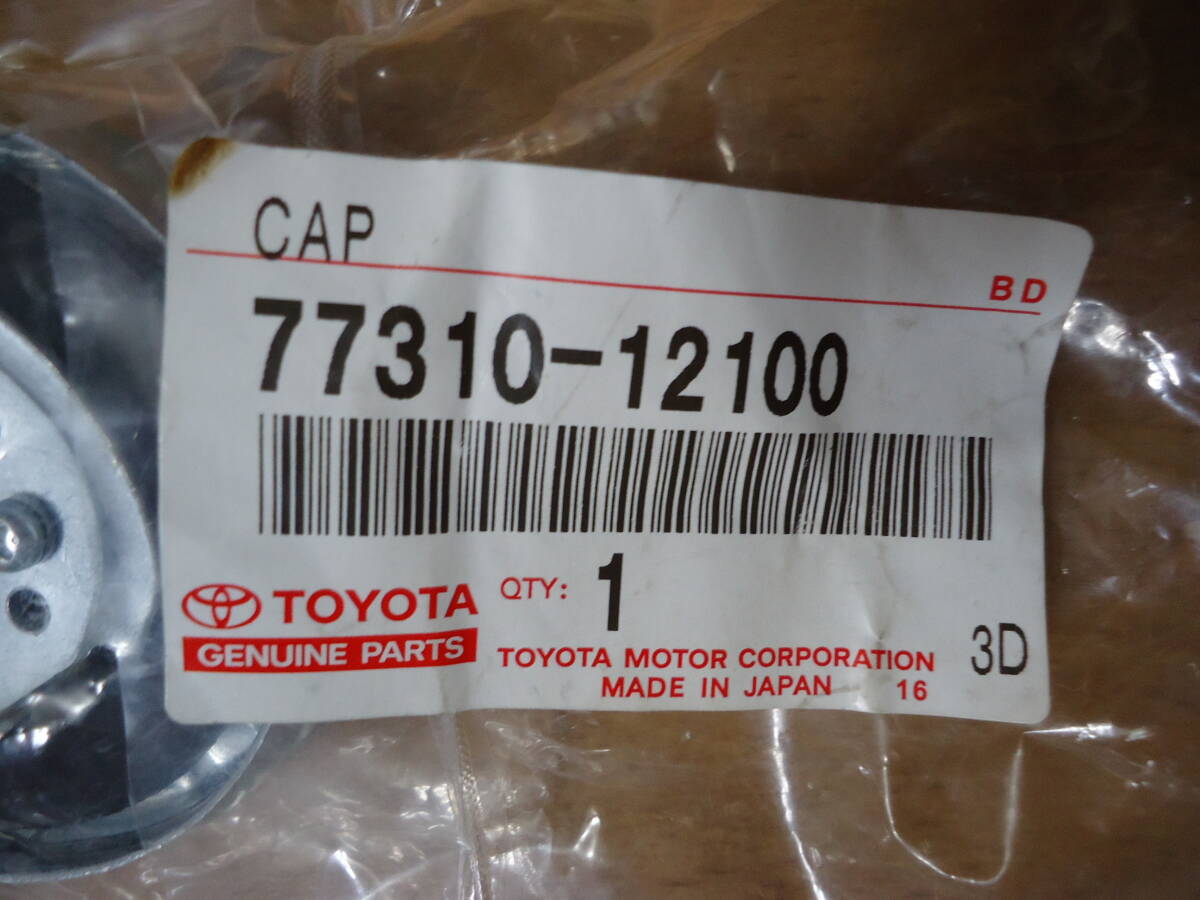 CAP
BD
77310-12100
TOYOTA
GENUINE PARTS
QTY: 1
TOYOTA MOTOR CORPORATION
MADE IN JAPAN 16
3D